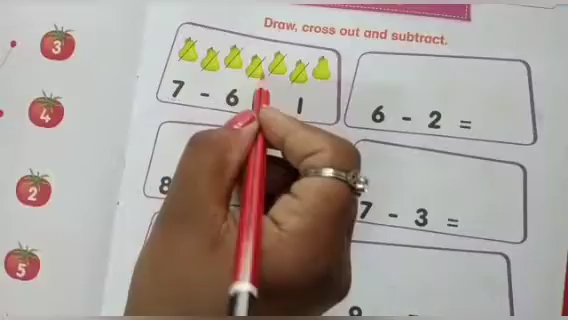 Draw, cross out and subtract.
3
4
2
5
7 - 6 1
6 - 2 =
8
7 - 3 =